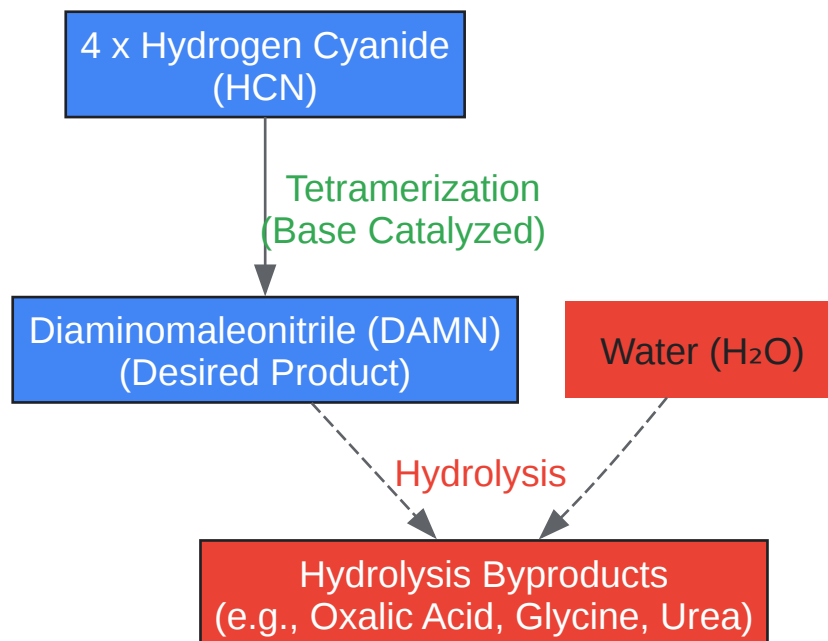 4 x Hydrogen Cyanide
(HCN)
Tetramerization
(Base Catalyzed)
Diaminomaleonitrile (DAMN)
(Desired Product)
Water (H₂O)
Hydrolysis
Hydrolysis Byproducts
(e.g., Oxalic Acid, Glycine, Urea)